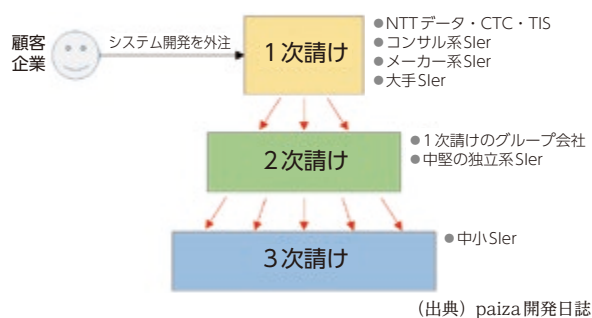 顧客
企業
システム開発を外注
1次請け
●NTTデータ・CTC・TIS
●コンサル系SIer
●メーカー系SIer
●大手SIer
2次請け
●1次請けのグループ会社
●中堅の独立系SIer
3次請け
●中小SIer
(出典)paiza開発日誌